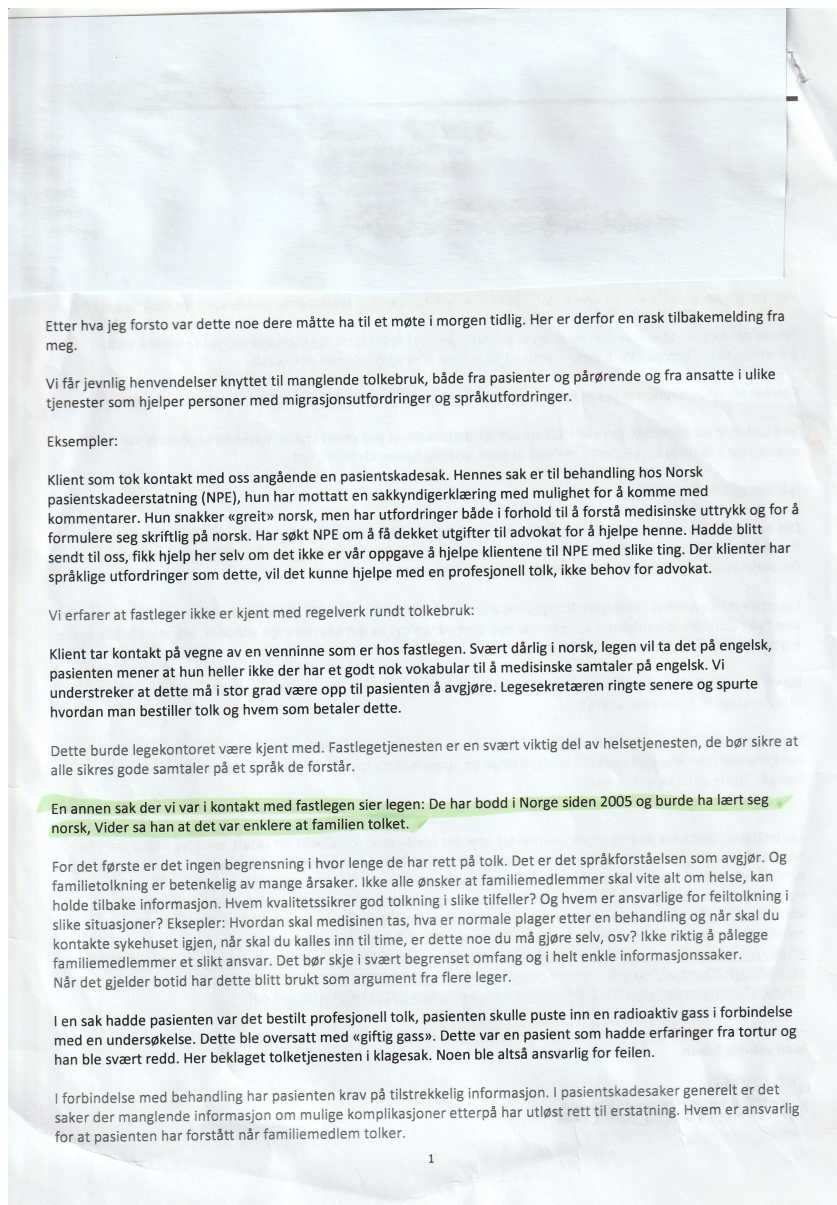 Etter hva jeg forsto var dette noe dere måtte ha til et møte i morgen tidlig. Her er derfor en rask tilbakemelding fra
meg.
Vi får jevnlig henvendelser knyttet til manglende tolkebruk, både fra pasienter og pårørende og fra ansatte i ulike
tjenester som hjelper personer med migrasjonsutfordringer og språkutfordringer.
Eksempler:
Klient som tok kontakt med oss angående en pasientskadesak. Hennes sak er til behandling hos Norsk
pasientskadeerstatning (NPE), hun har mottatt en sakkyndigerklæring med mulighet for å komme med
kommentarer. Hun snakker «greit» norsk, men har utfordringer både i forhold til å forstå medisinske uttrykk og for å
formulere seg skriftlig på norsk. Har søkt NPE om å få dekket utgifter til advokat for å hjelpe henne. Hadde blitt
sendt til oss, fikk hjelp her selv om det ikke er vår oppgave å hjelpe klientene til NPE med slike ting. Der klienter har
språklige utfordringer som dette, vil det kunne hjelpe med en profesjonell tolk, ikke behov for advokat.
Vi erfarer at fastleger ikke er kjent med regelverk rundt tolkebruk:
Klient tar kontakt på vegne av en venninne som er hos fastlegen. Svært dårlig i norsk, legen vil ta det på engelsk,
pasienten mener at hun heller ikke der har et godt nok vokabular til å medisinske samtaler på engelsk. Vi
understreker at dette må i stor grad være opp til pasienten å avgjøre. Legesekretæren ringte senere og spurte
hvordan man bestiller tolk og hvem som betaler dette.
Dette burde legekontoret være kjent med. Fastlegetjenesten er en svært viktig del av helsetjenesten, de bør sikre at
alle sikres gode samtaler på et språk de forstår.
En annen sak der vi var i kontakt med fastlegen sier legen: De har bodd i Norge siden 2005 og burde ha lært seg
norsk, Vider sa han at det var enklere at familien tolket.
For det første er det ingen begrensning i hvor lenge de har rett på tolk. Det er det språkforståelsen som avgjør. Og
familietolkning er betenkelig av mange årsaker. Ikke alle ønsker at familiemedlemmer skal vite alt om helse, kan
holde tilbake informasjon. Hvem kvalitetssikrer god tolkning i slike tilfeller? Og hvem er ansvarlige for feiltolkning i
slike situasjoner? Eksepler: Hvordan skal medisinen tas, hva er normale plager etter en behandling og når skal du
kontakte sykehuset igjen, når skal du kalles inn til time, er dette noe du må gjøre selv, osv? Ikke riktig å pålegge
familiemedlemmer et slikt ansvar. Det bør skje i svært begrenset omfang og i helt enkle informasjonssaker.
Når det gjelder botid har dette blitt brukt som argument fra flere leger.
I en sak hadde pasienten var det bestilt profesjonell tolk, pasienten skulle puste inn en radioaktiv gass i forbindelse
med en undersøkelse. Dette ble oversatt med «giftig gass». Dette var en pasient som hadde erfaringer fra tortur og
han ble svært redd. Her beklaget tolketjenesten i klagesak. Noen ble altså ansvarlig for feilen.
I forbindelse med behandling har pasienten krav på tilstrekkelig informasjon. I pasientskadesaker generelt er det
saker der manglende informasjon om mulige komplikasjoner etterpå har utløst rett til erstatning. Hvem er ansvarlig
for at pasienten har forstått når familiemedlem tolker.
1